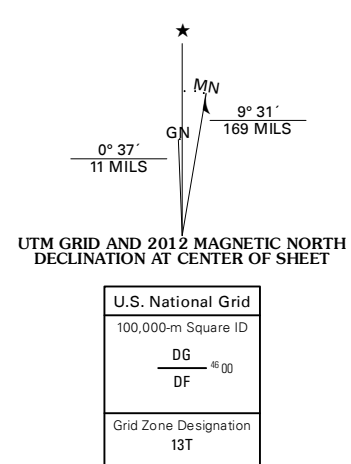 ★
MN
GN
9° 31´
169 MILS
0° 37´
11 MILS
UTM GRID AND 2012 MAGNETIC NORTH
DECLINATION AT CENTER OF SHEET
U.S. National Grid
100,000-m Square ID
DG
46 00
DF
Grid Zone Designation
13T